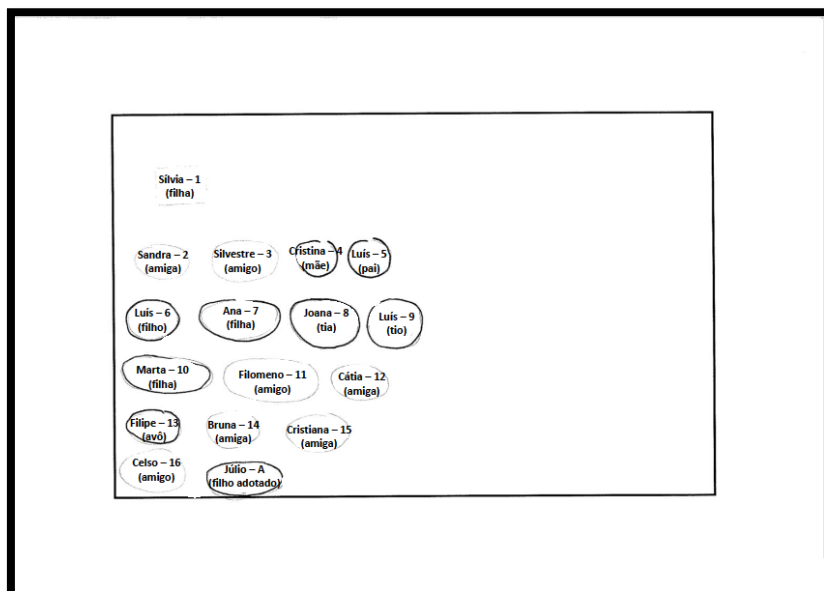 Sílvia – 1
(filha)
Sandra – 2
(amiga)
Silvestre – 3
(amigo)
Cristina – 4
(mãe)
Luís – 5
(pai)
Luís – 6
(filho)
Ana – 7
(filha)
Joana – 8
(tia)
Luís – 9
(tio)
Marta – 10
(filha)
Filomeno – 11
(amigo)
Cátia – 12
(amiga)
Filipe – 13
(avô)
Bruna – 14
(amiga)
Cristiana – 15
(amiga)
Celso – 16
(amigo)
Júlio – A
(filho adotado)